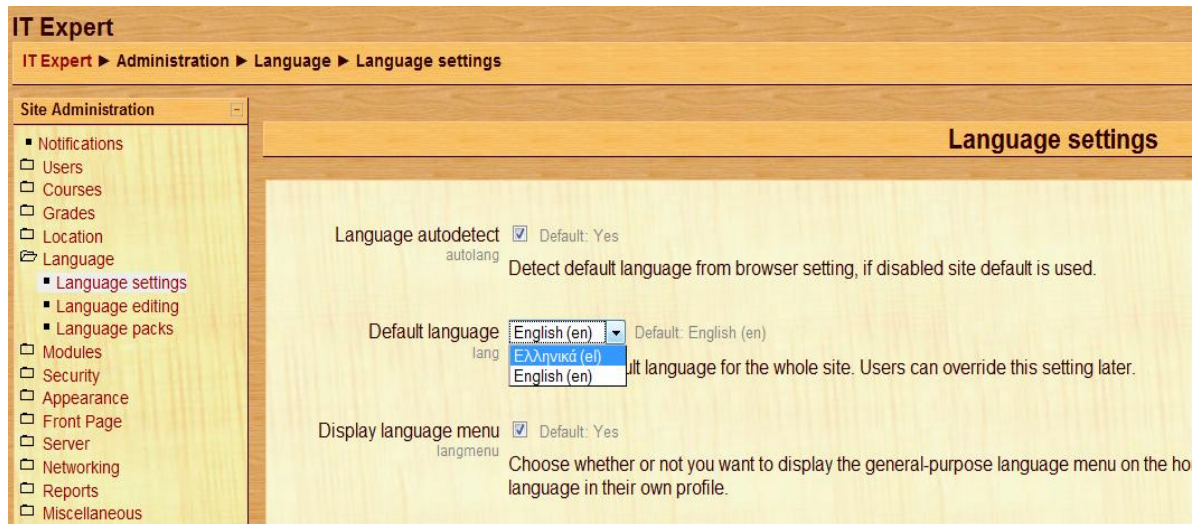 IT Expert
IT Expert ► Administration ► Language ► Language settings
Site Administration
Notifications
Users
Courses
Grades
Location
Language
Language settings
Language editing
Language packs
Modules
Security
Appearance
Front Page
Server
Networking
Reports
Miscellaneous
Language settings
Language autodetect Default: Yes
autolang
Detect default language from browser setting, if disabled site default is used.
Default language English (en) Default: English (en)
lang
Ελληνικά (el)
English (en)
language for the whole site. Users can override this setting later.
Display language menu Default: Yes
langmenu
Choose whether or not you want to display the general-purpose language menu on the
language in their own profile.